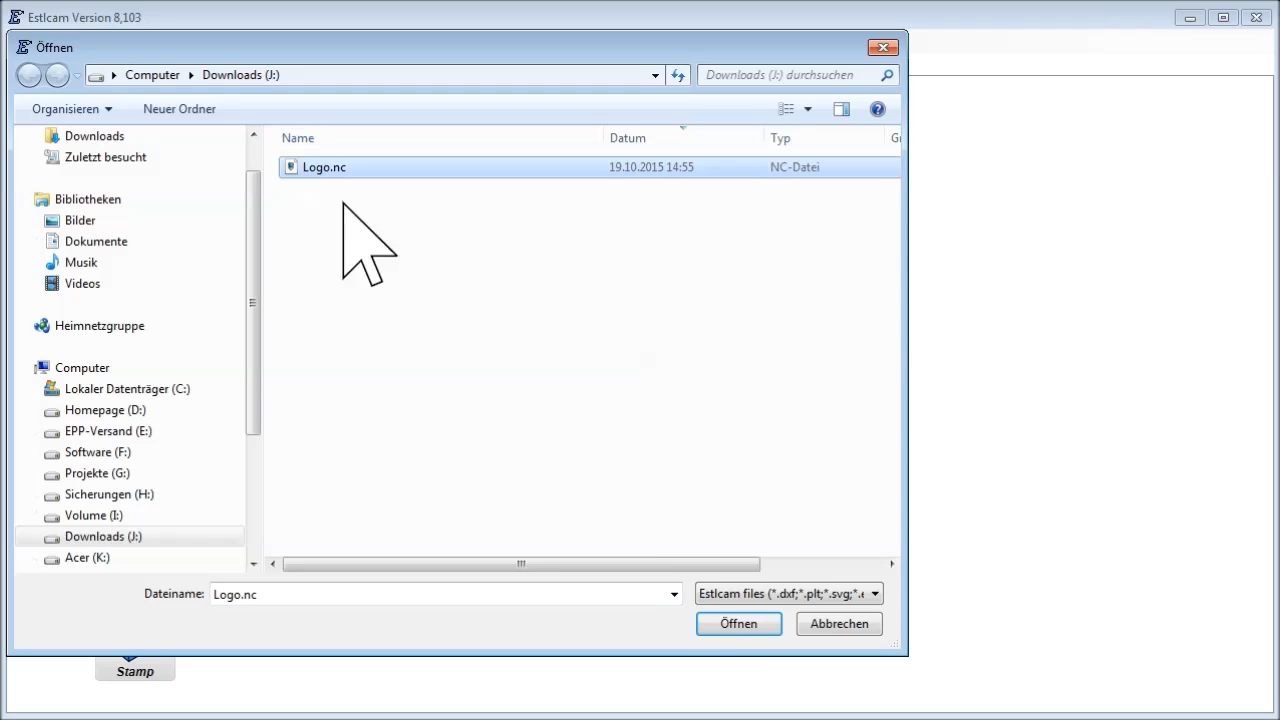 Estlcam Version 8,103
Öffnen
Computer Downloads (J:)
Downloads (J:) durchsuchen
Organisieren Neuer Ordner
Name Datum Typ
Logo.nc 19.10.2015 14:55 NC-Datei
Downloads
Zuletzt besucht
Bibliotheken
Bilder
Dokumente
Musik
Videos
Heimnetzgruppe
Computer
Lokaler Datenträger (C:)
Homepage (D:)
EPP-Versand (E:)
Software (F:)
Projekte (G:)
Sicherungen (H:)
Volume (I:)
Downloads (J:)
Acer (K:)
Dateiname: Logo.nc Estlcam files (*.dxf;*.plt;*.svg;*.e
Öffnen Abbrechen
Stamp